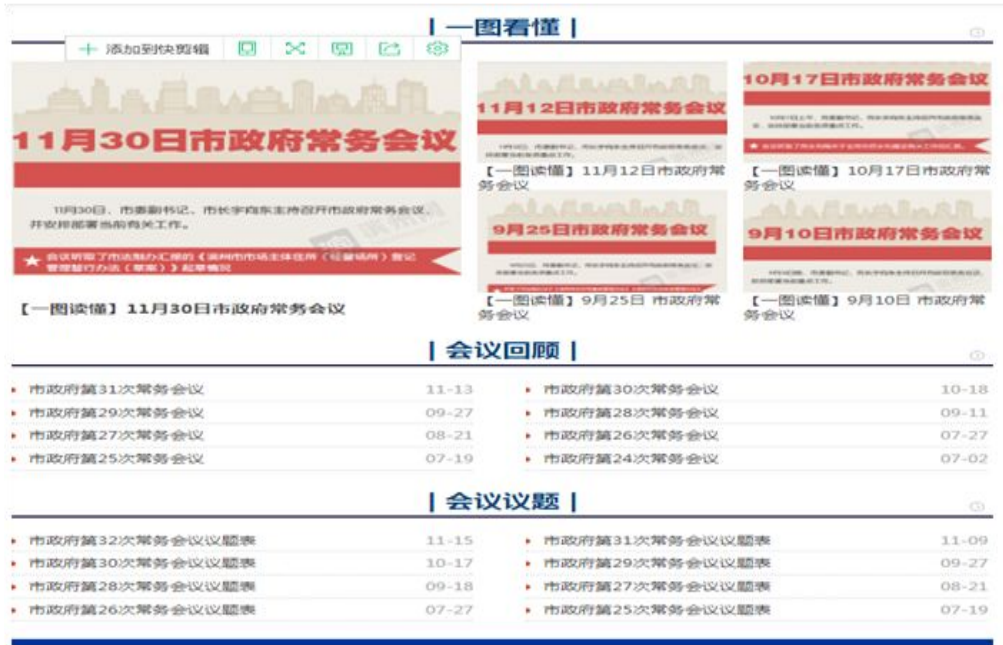 一图看懂
添加到快剪辑
11月30日市政府常务会议
11月30日、市委副书记、市长宇向东主持召开市政府常务会议、
并安排部署当前有关工作。
会议听取了市法制办汇报的《滨州市市场主体住所（经营场所）登记
管理暂行办法（草案）》起草情况
【一图读懂】11月30日市政府常务会议
11月12日市政府常务会议
【一图读懂】11月12日市政府常
务会议
10月17日市政府常务会议
【一图读懂】10月17日市政府常
务会议
9月25日市政府常务会议
【一图读懂】9月25日 市政府常
务会议
9月10日市政府常务会议
【一图读懂】9月10日 市政府常
务会议
会议回顾
市政府第31次常务会议 11-13
市政府第30次常务会议 10-18
市政府第29次常务会议 09-27
市政府第28次常务会议 09-11
市政府第27次常务会议 08-21
市政府第26次常务会议 07-27
市政府第25次常务会议 07-19
市政府第24次常务会议 07-02
会议议题
市政府第32次常务会议议题表 11-15
市政府第31次常务会议议题表 11-09
市政府第30次常务会议议题表 10-17
市政府第29次常务会议议题表 09-27
市政府第28次常务会议议题表 09-18
市政府第27次常务会议议题表 08-21
市政府第26次常务会议议题表 07-27
市政府第25次常务会议议题表 07-19